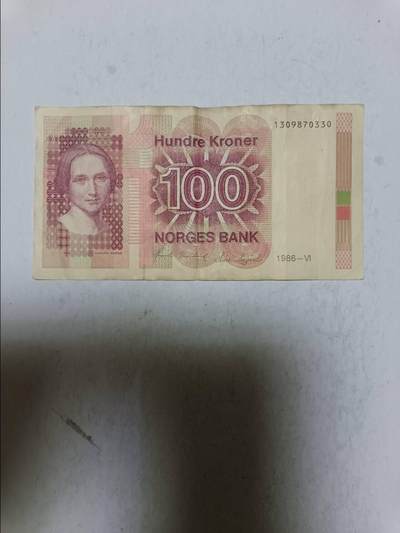 1309870330
Hundre Kroner
100
NORGES BANK
1986-VI